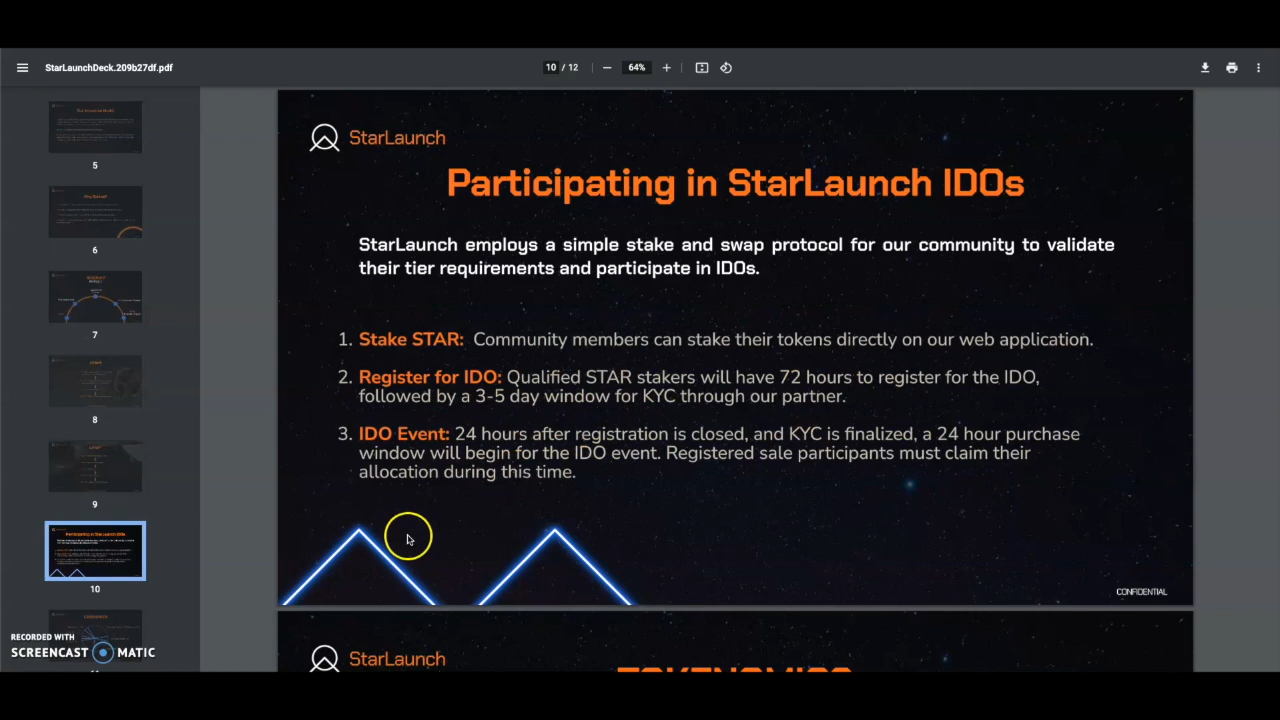 StarLaunchDeck.209b27df.pdf
10 / 12
64%
5
6
7
8
9
10
StarLaunch
Participating in StarLaunch IDOs
StarLaunch employs a simple stake and swap protocol for our community to validate
their tier requirements and participate in IDOs.
1. Stake STAR: Community members can stake their tokens directly on our web application.
2. Register for IDO: Qualified STAR stakers will have 72 hours to register for the IDO,
followed by a 3-5 day window for KYC through our partner.
3. IDO Event: 24 hours after registration is closed, and KYC is finalized, a 24 hour purchase
window will begin for the IDO event. Registered sale participants must claim their
allocation during this time.
CONFIDENTIAL
StarLaunch
TOKENOMICS
RECORDED WITH
SCREENCAST MATIC